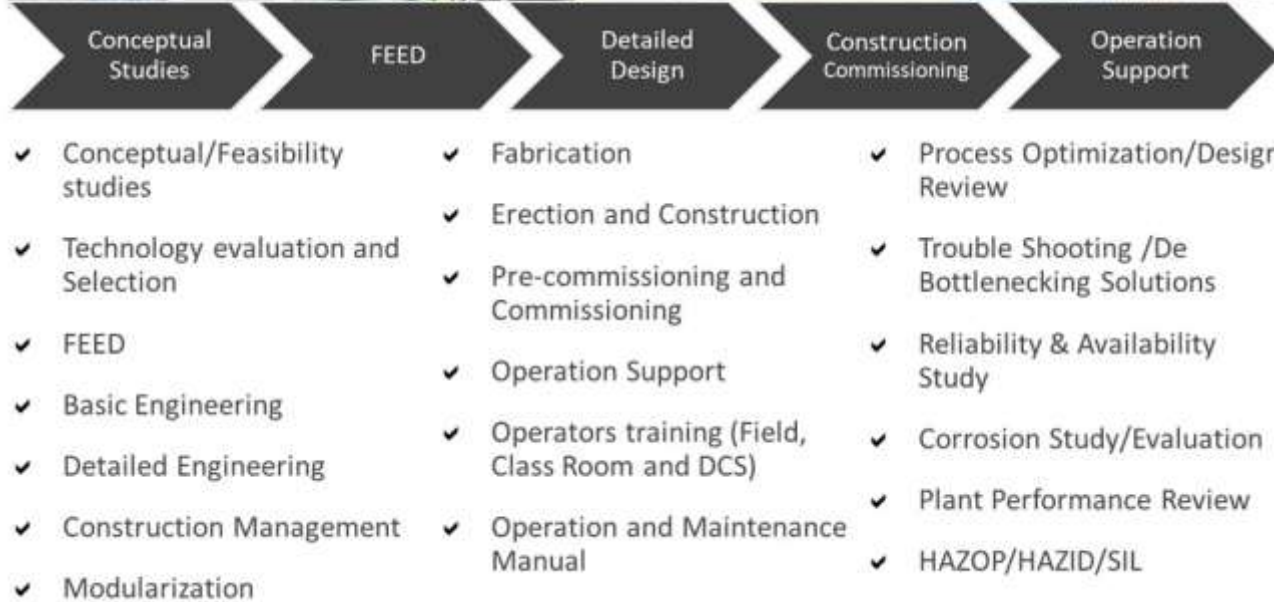 Conceptual
Studies
FEED
Detailed
Design
Construction
Commissioning
Operation
Support
Conceptual/Feasibility
studies
Technology evaluation and
Selection
FEED
Basic Engineering
Detailed Engineering
Construction Management
Modularization
Fabrication
Erection and Construction
Pre-commissioning and
Commissioning
Operation Support
Operators training (Field,
Class Room and DCS)
Operation and Maintenance
Manual
Process Optimization/Design
Review
Trouble Shooting /De
Bottlenecking Solutions
Reliability & Availability
Study
Corrosion Study/Evaluation
Plant Performance Review
HAZOP/HAZID/SIL